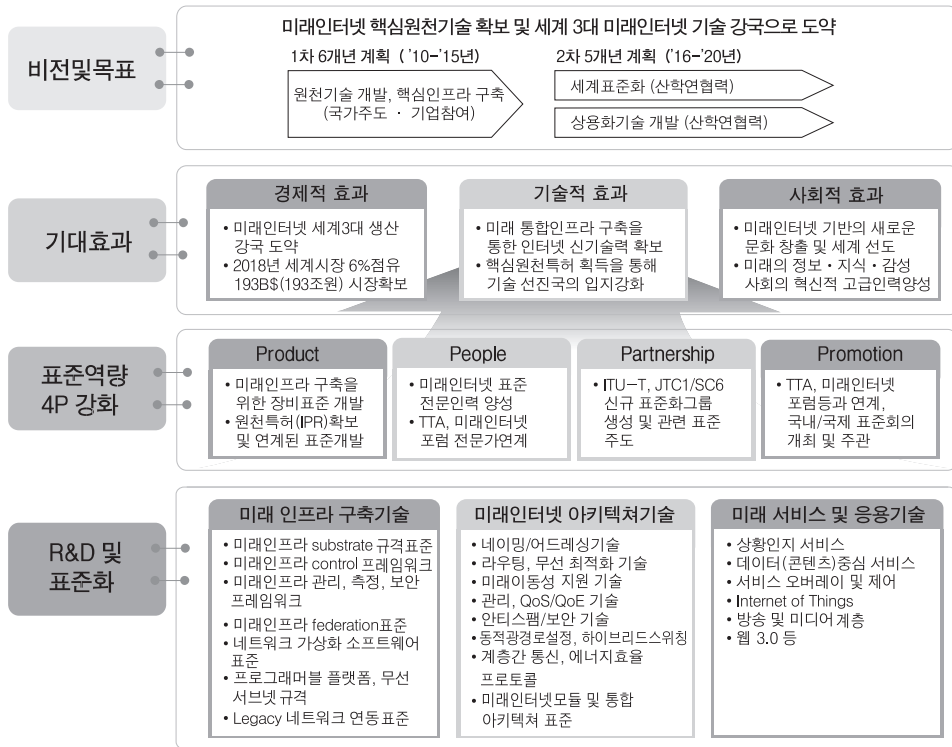 비전및목표
미래인터넷 핵심원천기술 확보 및 세계 3대 미래인터넷 기술 강국으로 도약
1차 6개년 계획 ( '10-'15년)
원천기술 개발, 핵심인프라 구축
(국가주도 · 기업참여)
2차 5개년 계획 ('16-'20년)
세계표준화 (산학연협력)
상용화기술 개발 (산학연협력)
기대효과
경제적 효과
• 미래인터넷 세계3대 생산
강국 도약
• 2018년 세계시장 6%점유
193B$(193조원) 시장확보
기술적 효과
• 미래 통합인프라 구축을
통한 인터넷 신기술력 확보
• 핵심원천특허 획득을 통해
기술 선진국의 입지강화
사회적 효과
• 미래인터넷 기반의 새로운
문화 창출 및 세계 선도
• 미래의 정보·지식·감성
사회의 혁신적 고급인력양성
표준역량
4P 강화
Product
• 미래인프라 구축을
위한 장비표준 개발
• 원천특허(IPR)확보
및 연계된 표준개발
People
• 미래인터넷 표준
전문인력 양성
• TTA, 미래인터넷
포럼 전문가연계
Partnership
• ITU-T, JTC1/SC6
신규 표준화그룹
생성 및 관련 표준
주도
Promotion
• TTA, 미래인터넷
포럼등과 연계,
국내/국제 표준회의
개최 및 주관
R&D 및
표준화
미래 인프라 구축기술
• 미래인프라 substrate 규격표준
• 미래인프라 control 프레임워크
• 미래인프라 관리, 측정, 보안
프레임워크
• 미래인프라 federation표준
• 네트워크 가상화 소프트웨어
표준
• 프로그래머블 플랫폼, 무선
서브넷 규격
• Legacy 네트워크 연동표준
미래인터넷 아키텍쳐기술
• 네이밍/어드레싱기술
• 라우팅, 무선 최적화 기술
• 미래이동성 지원 기술
• 관리, QoS/QoE 기술
• 안티스팸/보안 기술
• 동적광경로설정, 하이브리드스위칭
• 계층간 통신, 에너지효율
프로토콜
• 미래인터넷모듈 및 통합
아키텍쳐 표준
미래 서비스 및 응용기술
• 상황인지 서비스
• 데이터(콘텐츠)중심 서비스
• 서비스 오버레이 및 제어
• Internet of Things
• 방송 및 미디어 계층
• 웹 3.0 등